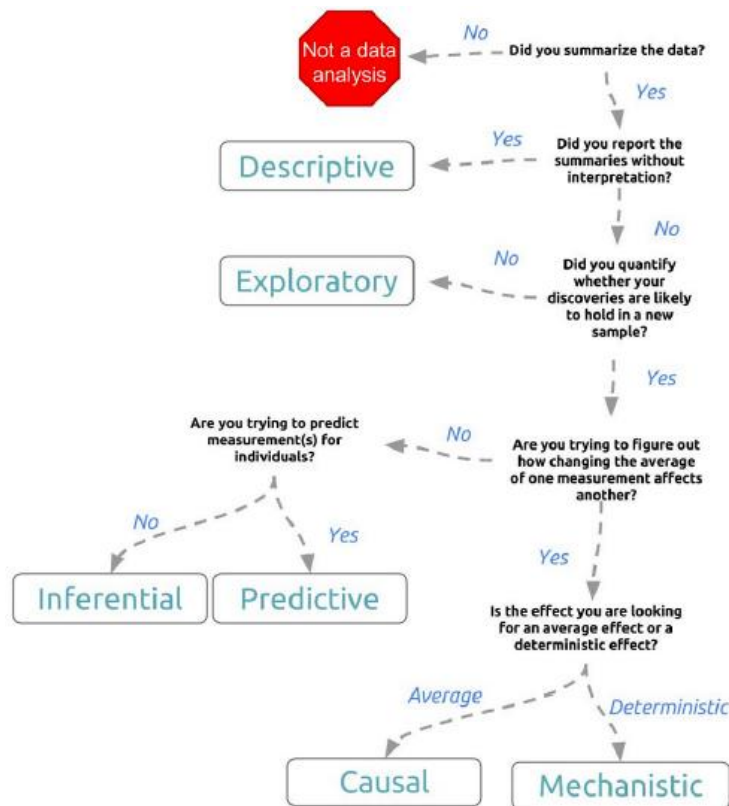 Not a data
analysis
No
Did you summarize the data?
Yes
Descriptive
Yes
Did you report the
summaries without
interpretation?
No
Exploratory
No
Did you quantify
whether your
discoveries are likely
to hold in a new
sample?
Yes
Are you trying to predict
measurement(s) for
individuals?
No
Are you trying to figure out
how changing the average
of one measurement affects
another?
No
Yes
Inferential
Predictive
Yes
Is the effect you are looking
for an average effect or a
deterministic effect?
Average
Deterministic
Causal
Mechanistic